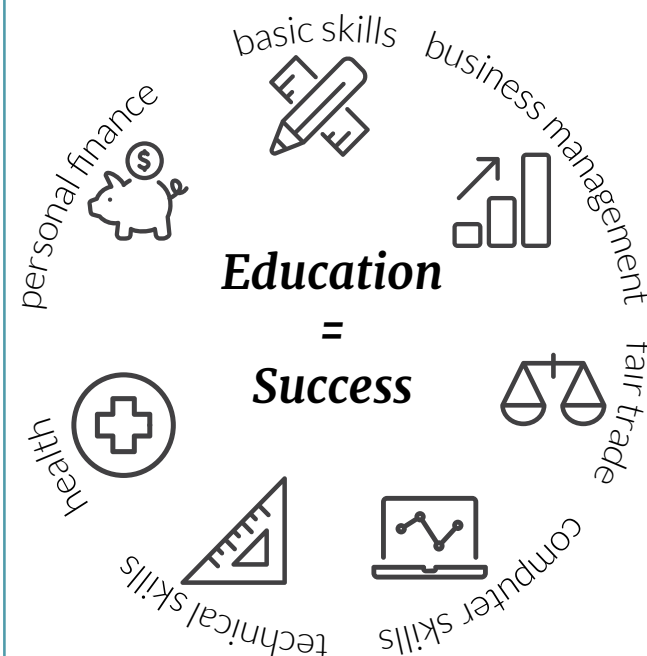 basic skills
business management
fair trade
computer skills
technical skills
health
personal finance
$
Education
=
Success